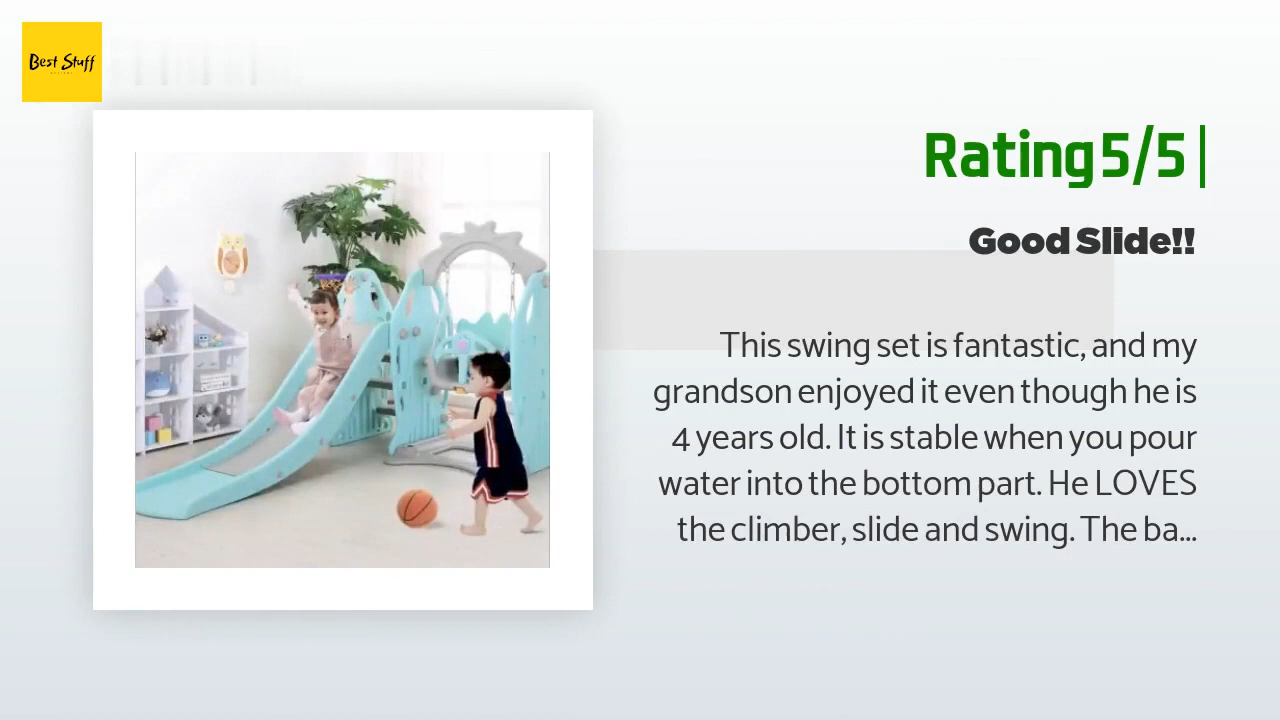 Best Stuff
Rating 5/5
Good Slide!!
This swing set is fantastic, and my
grandson enjoyed it even though he is
4 years old. It is stable when you pour
water into the bottom part. He LOVES
the climber, slide and swing. The ba...